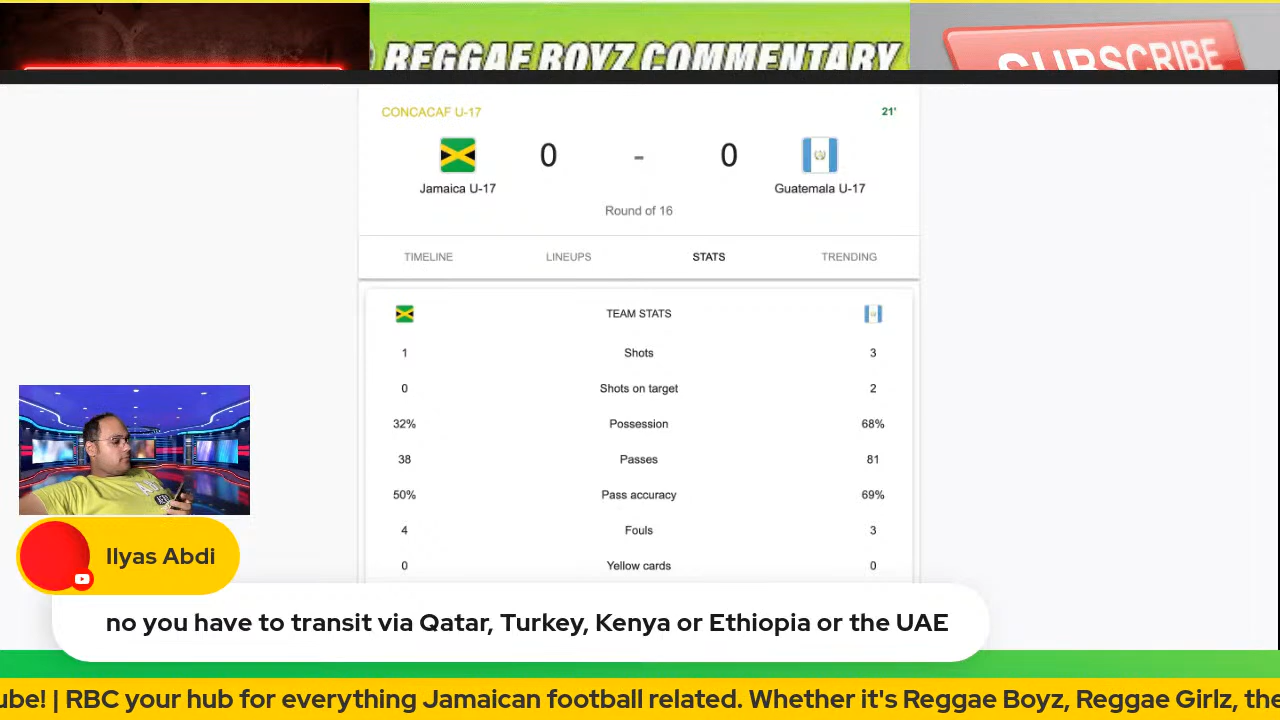 REGGAE BOYZ COMMENTARY
SUBSCRIBE
CONCACAF U-17
21'
0 - 0
Jamaica U-17
Guatemala U-17
Round of 16
TIMELINE LINEUPS STATS TRENDING
TEAM STATS
1 Shots 3
0 Shots on target 2
32% Possession 68%
38 Passes 81
50% Pass accuracy 69%
4 Fouls 3
0 Yellow cards 0
Ilyas Abdi
no you have to transit via Qatar, Turkey, Kenya or Ethiopia or the UAE
ube! | RBC your hub for everything Jamaican football related. Whether it's Reggae Boyz, Reggae Girlz, the